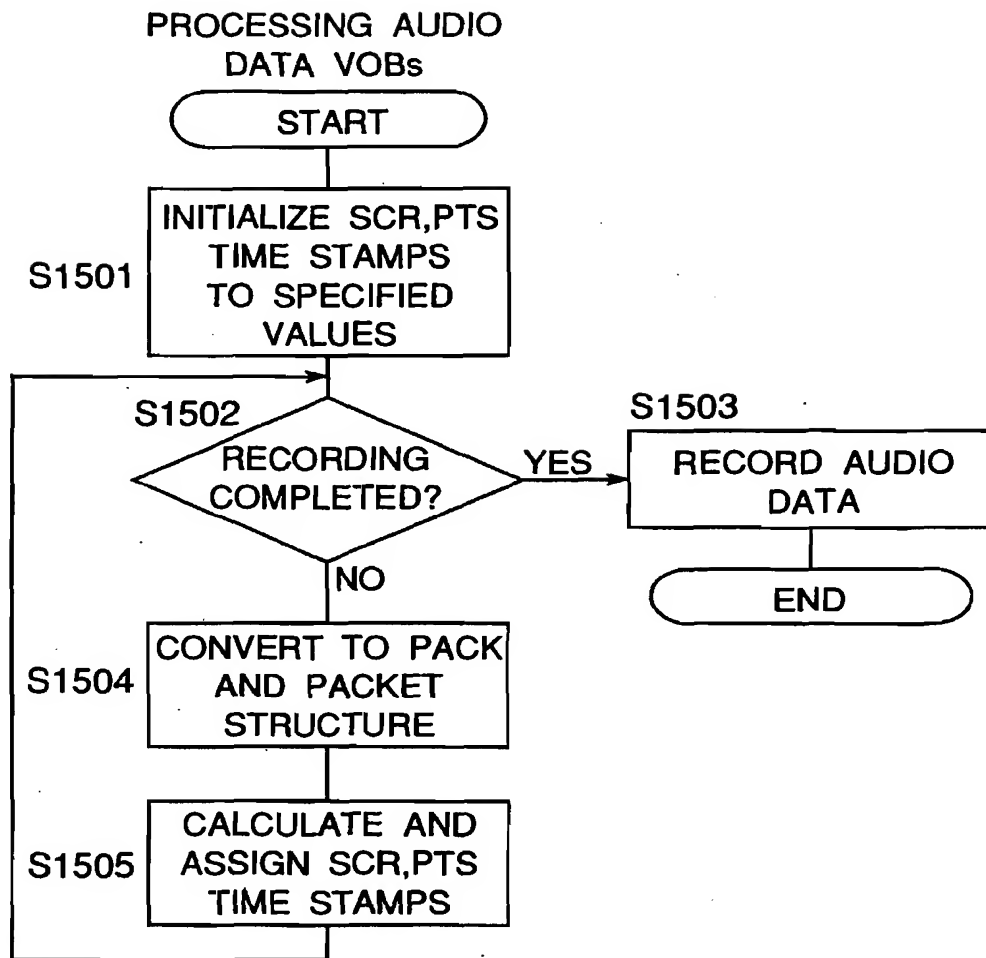 PROCESSING AUDIO
DATA VOBs
START
INITIALIZE SCR,PTS
TIME STAMPS
TO SPECIFIED
VALUES
S1501
S1502
RECORDING
COMPLETED?
YES
S1503
RECORD AUDIO
DATA
END
NO
S1504
CONVERT TO PACK
AND PACKET
STRUCTURE
S1505
CALCULATE AND
ASSIGN SCR,PTS
TIME STAMPS